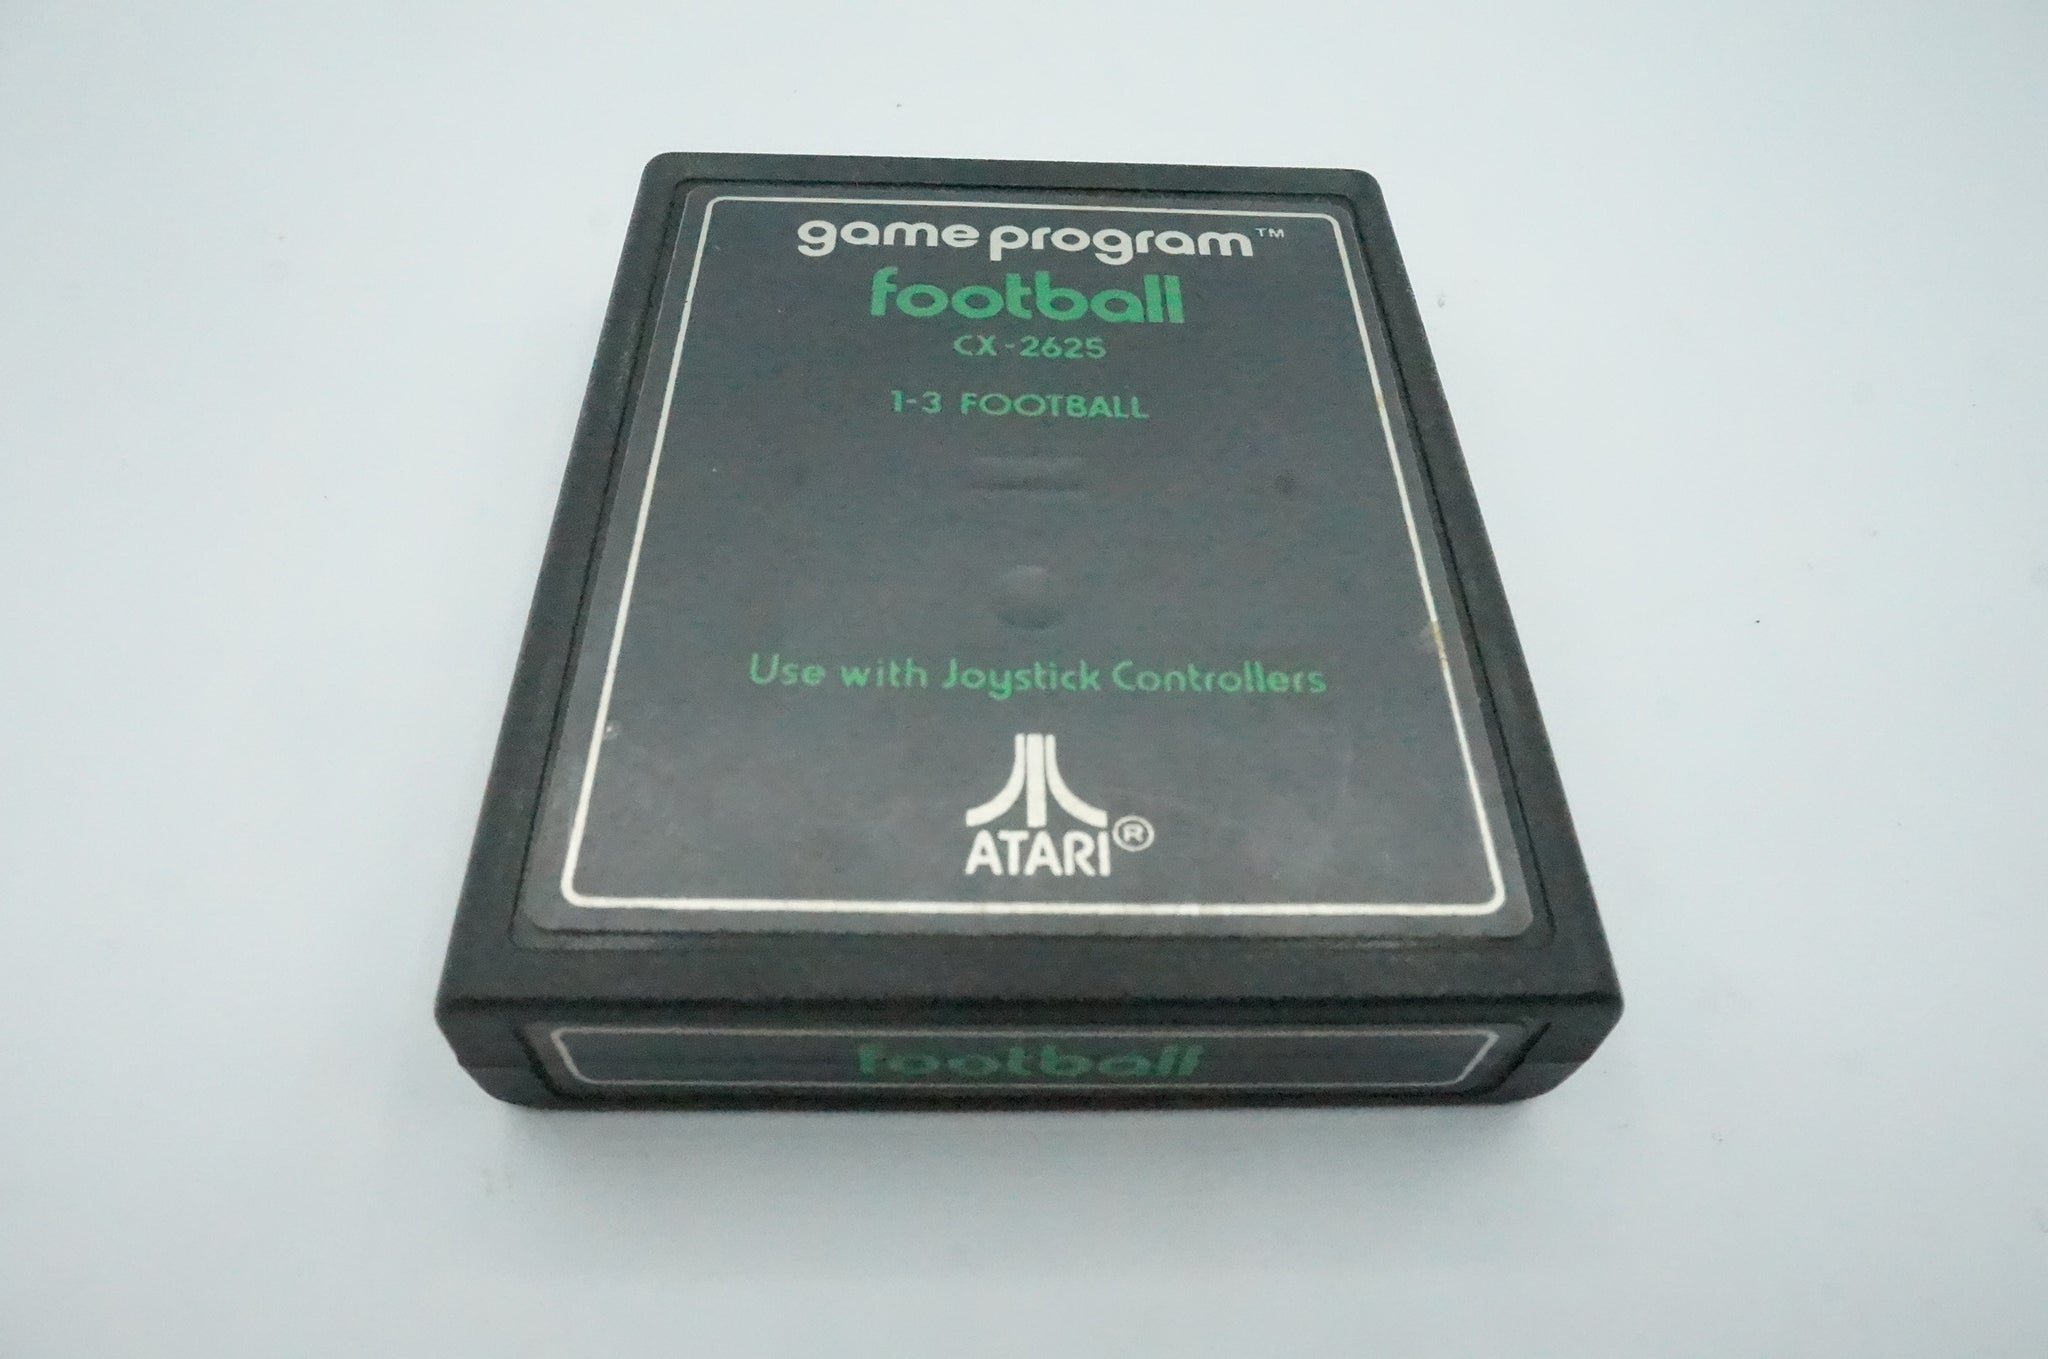 game program™
football
CX-2625
1-3 FOOTBALL
Use with Joystick Controllers
ATARI®
football